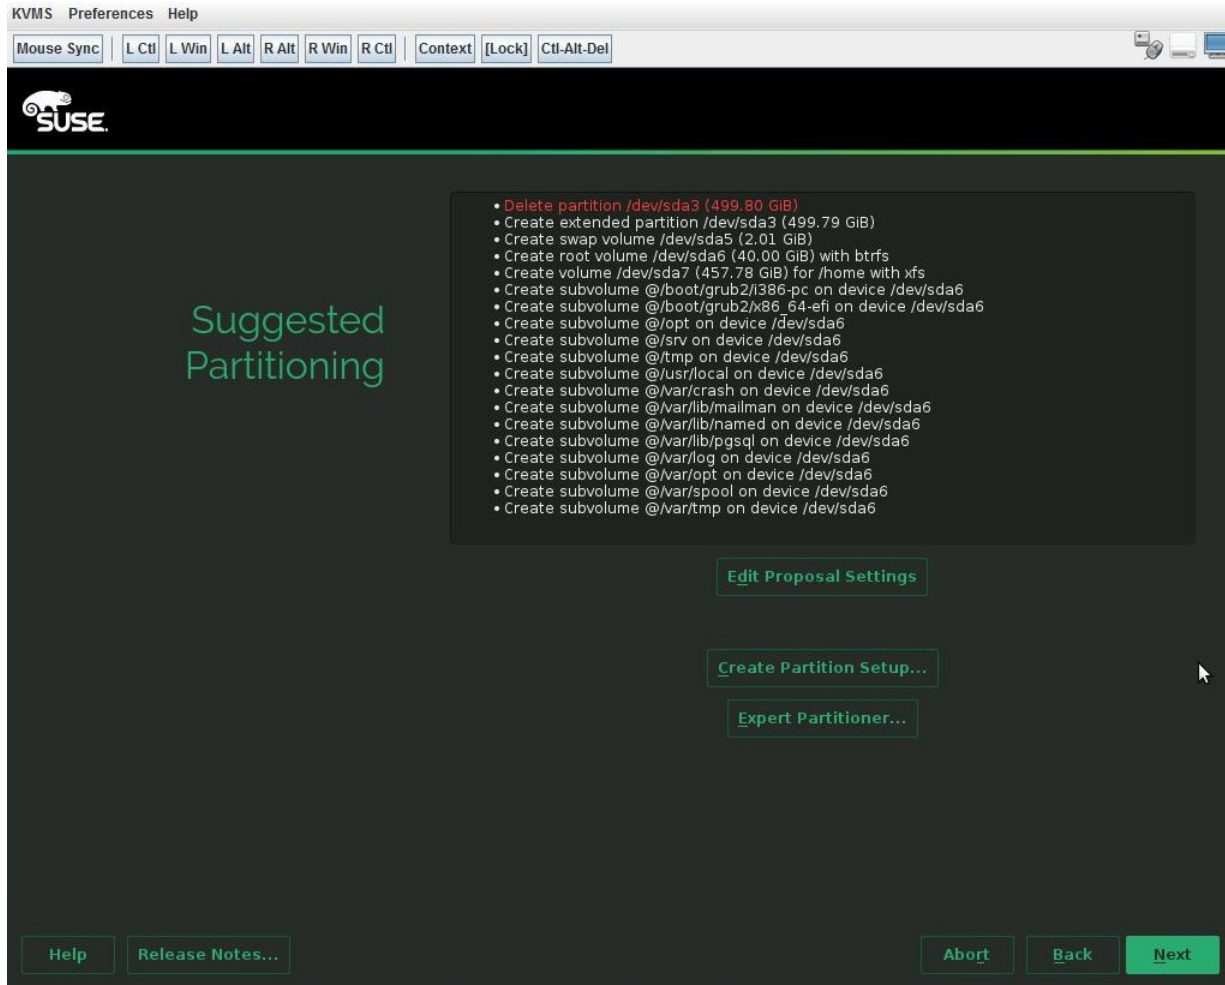 KVMS Preferences Help
Mouse Sync L Ctl L Win L Alt R Alt R Win R Ctl Context [Lock] Ctl-Alt-Del
SUSE.
Suggested
Partitioning
• Delete partition /dev/sda3 (499.80 GiB)
• Create extended partition /dev/sda3 (499.79 GiB)
• Create swap volume /dev/sda5 (2.01 GiB)
• Create root volume /dev/sda6 (40.00 GiB) with btrfs
• Create volume /dev/sda7 (457.78 GiB) for /home with xfs
• Create subvolume @/boot/grub2/i386-pc on device /dev/sda6
• Create subvolume @/boot/grub2/x86_64-efi on device /dev/sda6
• Create subvolume @/opt on device /dev/sda6
• Create subvolume @/srv on device /dev/sda6
• Create subvolume @/tmp on device /dev/sda6
• Create subvolume @/usr/local on device /dev/sda6
• Create subvolume @/var/crash on device /dev/sda6
• Create subvolume @/var/lib/mailman on device /dev/sda6
• Create subvolume @/var/lib/named on device /dev/sda6
• Create subvolume @/var/lib/pgsql on device /dev/sda6
• Create subvolume @/var/log on device /dev/sda6
• Create subvolume @/var/opt on device /dev/sda6
• Create subvolume @/var/spool on device /dev/sda6
• Create subvolume @/var/tmp on device /dev/sda6
Edit Proposal Settings
Create Partition Setup...
Expert Partitioner...
Help Release Notes... Abort Back Next